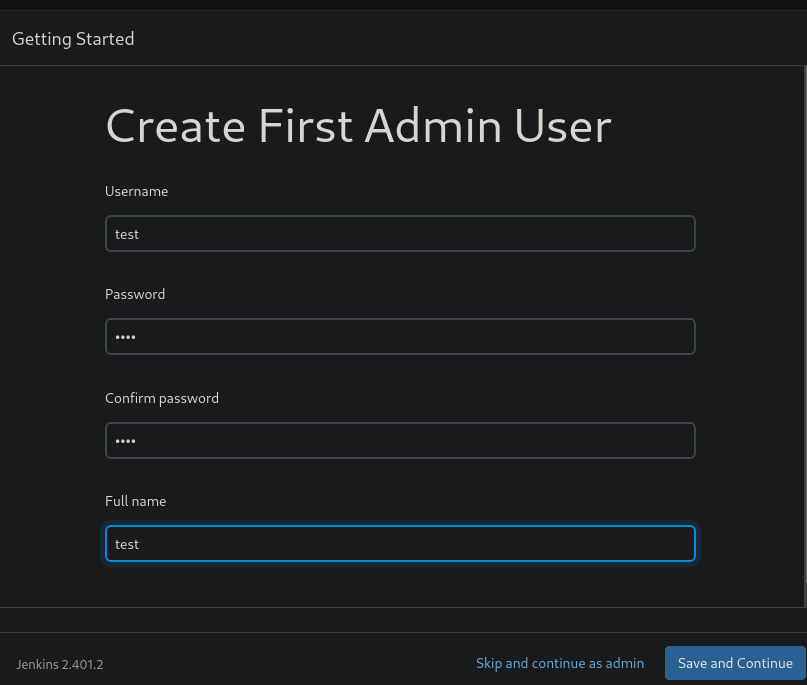 Getting Started
Create First Admin User
Username
test
Password
••••
Confirm password
••••
Full name
test
Jenkins 2.401.2
Skip and continue as admin
Save and Continue